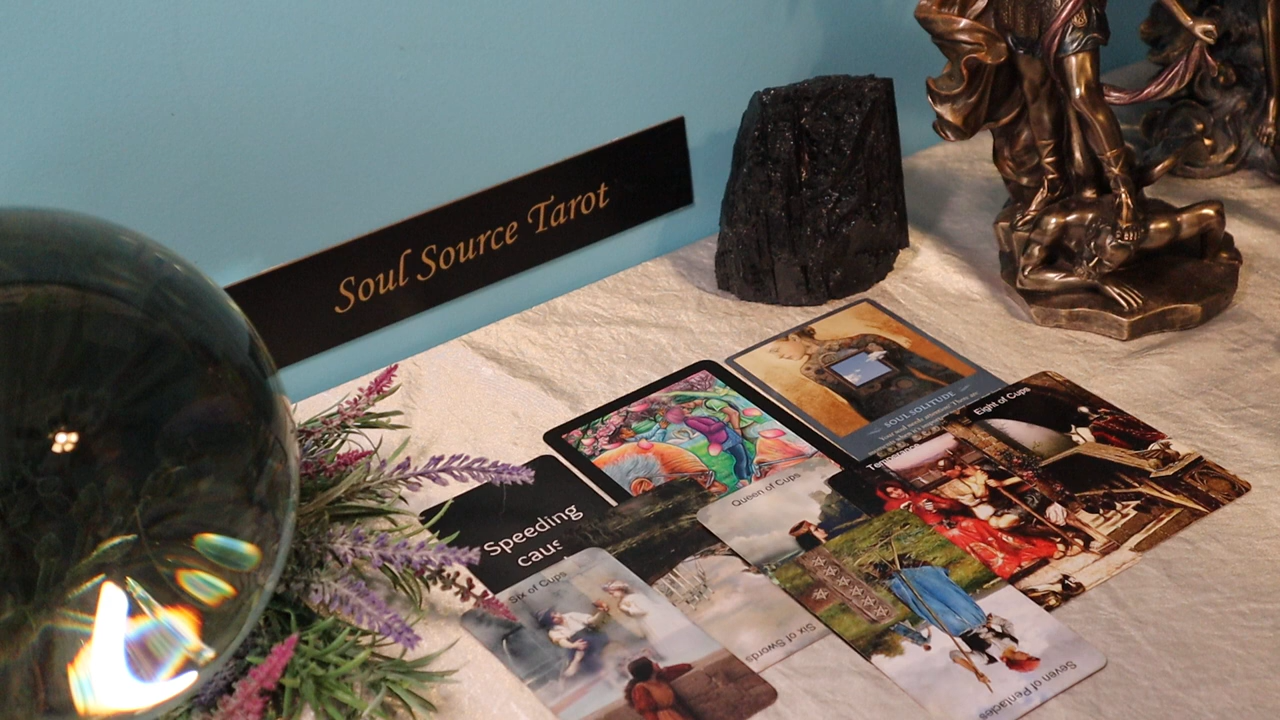 Soul Source Tarot
SOUL SOLITUDE
Eight of Cups
Temperance
Queen of Cups
Speeding
Six of Cups
Six of Swords
Seven of Pentacles